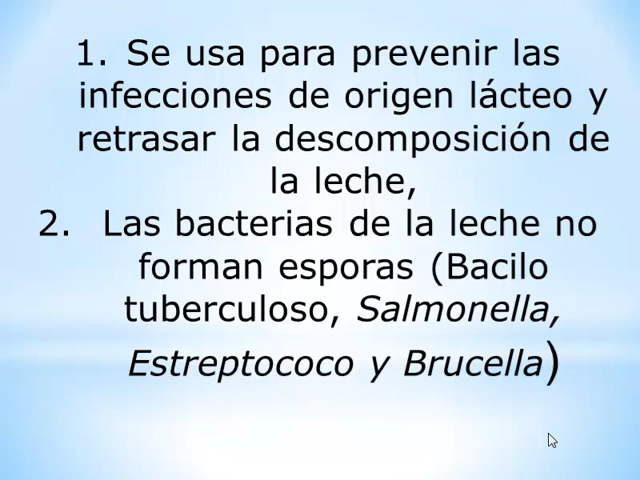 1. Se usa para prevenir las
infecciones de origen lácteo y
retrasar la descomposición de
la leche,
2. Las bacterias de la leche no
forman esporas (Bacilo
tuberculoso, Salmonella,
Estreptococo y Brucella)